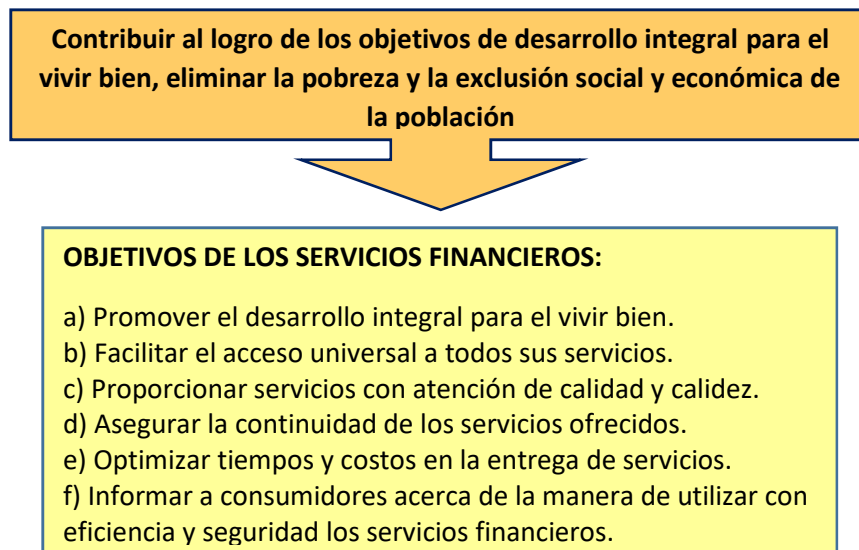 Contribuir al logro de los objetivos de desarrollo integral para el
vivir bien, eliminar la pobreza y la exclusión social y económica de
la población
OBJETIVOS DE LOS SERVICIOS FINANCIEROS:
a) Promover el desarrollo integral para el vivir bien.
b) Facilitar el acceso universal a todos sus servicios.
c) Proporcionar servicios con atención de calidad y calidez.
d) Asegurar la continuidad de los servicios ofrecidos.
e) Optimizar tiempos y costos en la entrega de servicios.
f) Informar a consumidores acerca de la manera de utilizar con
eficiencia y seguridad los servicios financieros.